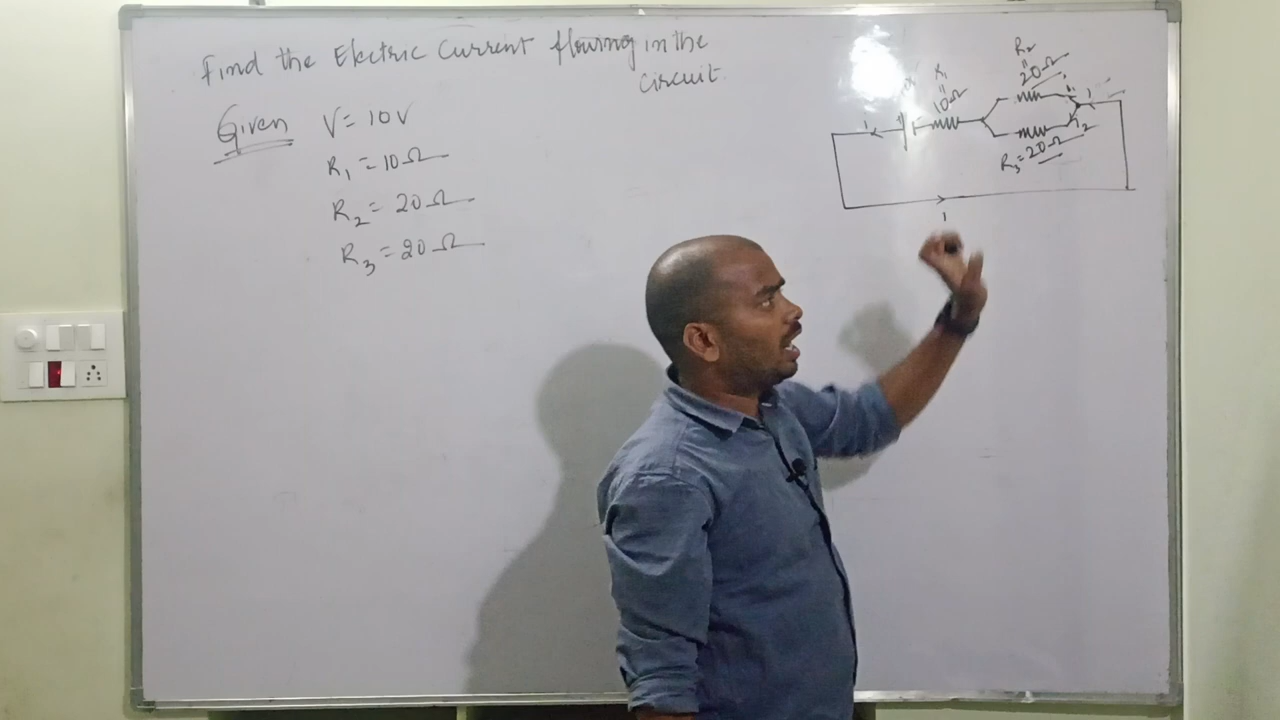 Find the Electric Current flowing in the
circuit.
Given V = 10V
R1 = 10Ω
R2 = 20Ω
R3 = 20Ω
R1
=
10Ω
R2
=
20Ω
R3 = 20Ω